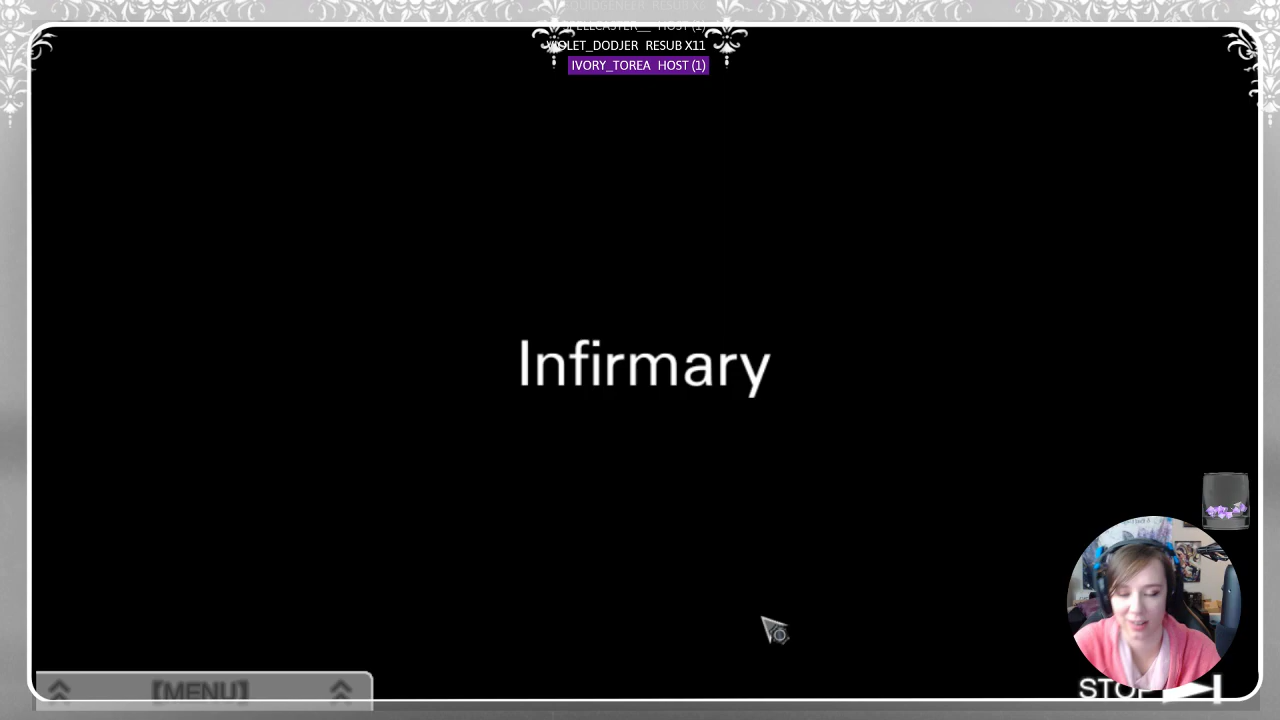 VIOLET_DODJER RESUB X11
IVORY_TOREA HOST (1)
Infirmary
[MENU]
STOP